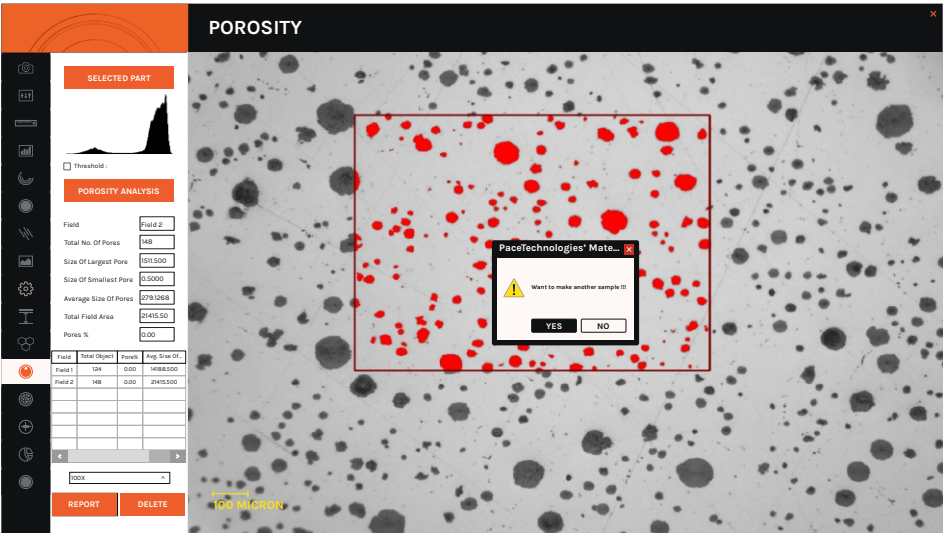 POROSITY
×
SELECTED PART
Threshold :
POROSITY ANALYSIS
Field Field 2
Total No. Of Pores 148
Size Of Largest Pore 1511.500
Size Of Smallest Pore 0.5000
Average Size Of Pores 279.1268
Total Field Area 21415.50
Pores % 0.00
Field Total Object Pore% Avg. Size Of..
Field 1 124 0.00 14188.500
Field 2 148 0.00 21415.500
< >
100X
REPORT DELETE
PaceTechnologies' Mate... ×
Want to make another sample !!!
YES NO
100 MICRON